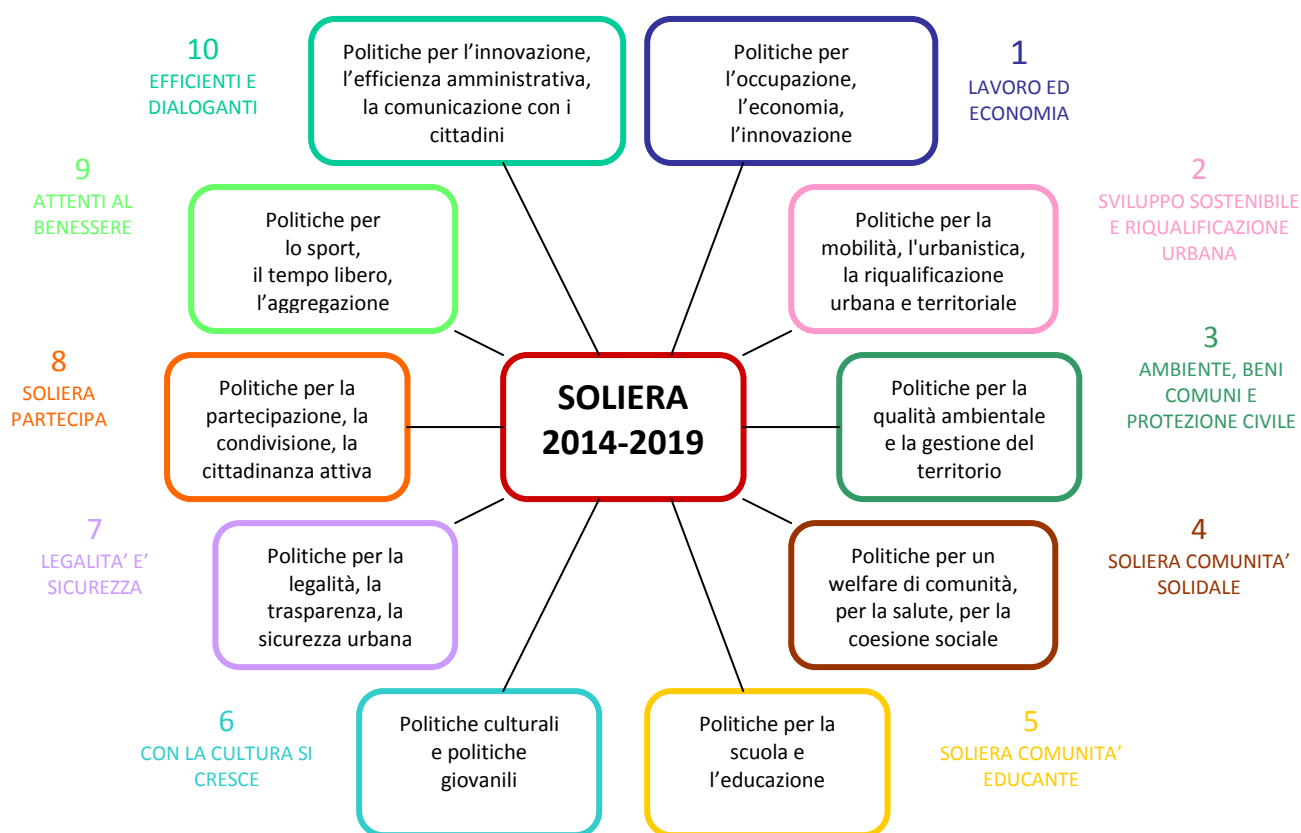 10
EFFICIENTI E
DIALOGANTI
Politiche per l’innovazione,
l’efficienza amministrativa,
la comunicazione con i
cittadini
Politiche per
l’occupazione,
l’economia,
l’innovazione
1
LAVORO ED
ECONOMIA
9
ATTENTI AL
BENESSERE
Politiche per
lo sport,
il tempo libero,
l’aggregazione
Politiche per la
mobilità, l'urbanistica,
la riqualificazione
urbana e territoriale
2
SVILUPPO SOSTENIBILE
E RIQUALIFICAZIONE
URBANA
8
SOLIERA
PARTECIPA
Politiche per la
partecipazione, la
condivisione, la
cittadinanza attiva
SOLIERA
2014-2019
Politiche per la
qualità ambientale
e la gestione del
territorio
3
AMBIENTE, BENI
COMUNI E
PROTEZIONE CIVILE
7
LEGALITA’ E’
SICUREZZA
Politiche per la
legalità, la
trasparenza, la
sicurezza urbana
Politiche per un
welfare di comunità,
per la salute, per la
coesione sociale
4
SOLIERA COMUNITA’
SOLIDALE
6
CON LA CULTURA SI
CRESCE
Politiche culturali
e politiche
giovanili
Politiche per la
scuola e
l’educazione
5
SOLIERA COMUNITA’
EDUCANTE